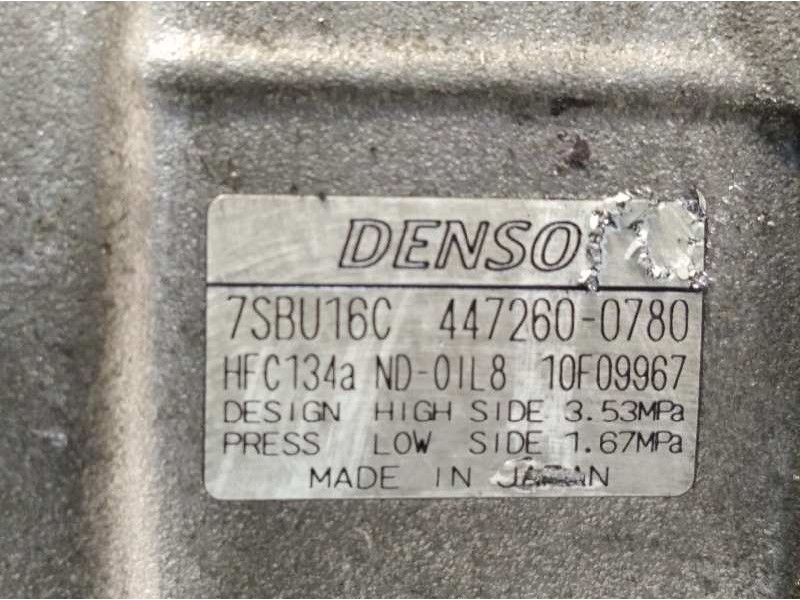 DENSO
7SBU16C 447260-0780
HFC134a ND-OIL8 10F09967
DESIGN HIGH SIDE 3.53MPa
PRESS LOW SIDE 1.67MPa
MADE IN JAPAN